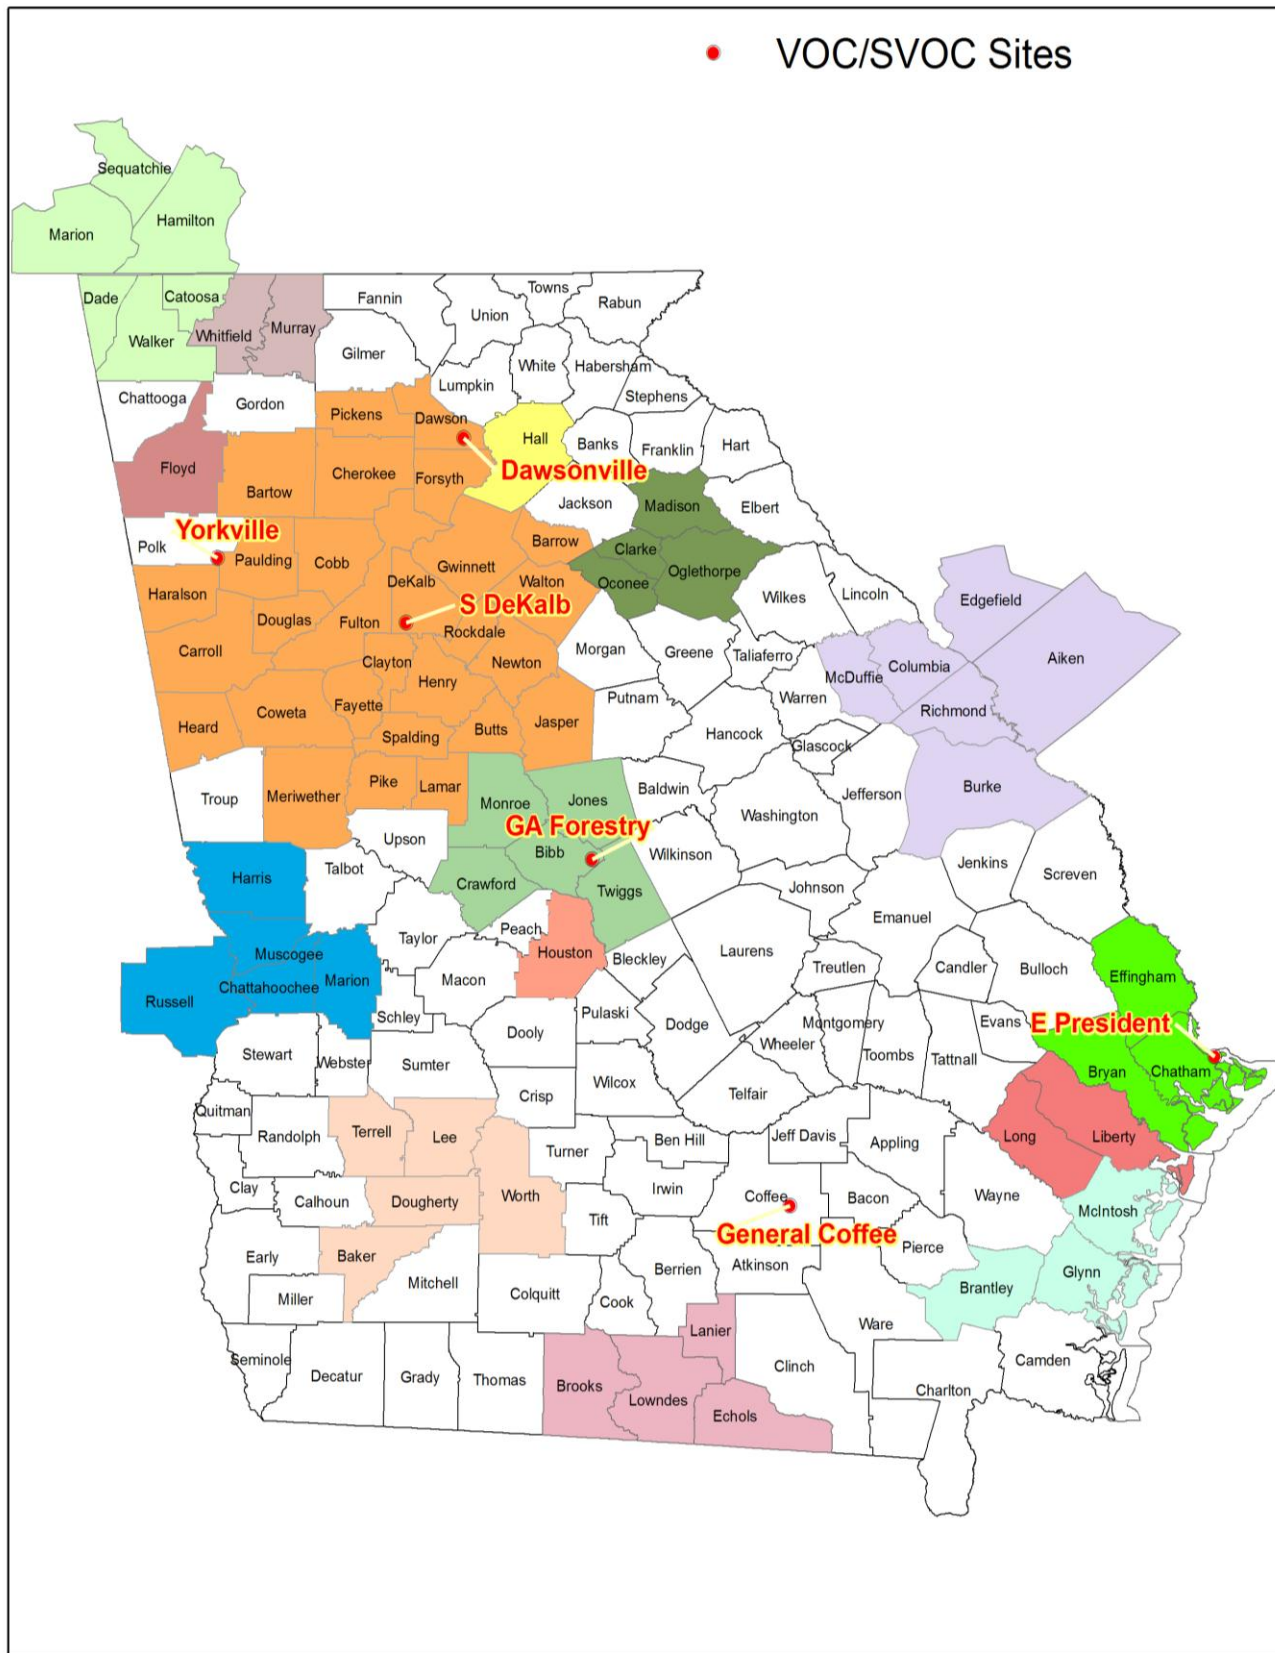 VOC/SVOC Sites
Sequatchie
Hamilton
Marion
Dade
Catoosa
Walker
Whitfield
Murray
Fannin
Union
Towns
Rabun
Gilmer
White
Habersham
Lumpkin
Stephens
Chattooga
Gordon
Pickens
Dawson
Hall
Banks
Franklin
Hart
Floyd
Cherokee
Forsyth
Dawsonville
Bartow
Jackson
Madison
Elbert
Yorkville
Polk
Paulding
Cobb
Gwinnett
Barrow
Clarke
Oglethorpe
DeKalb
Walton
Oconee
Haralson
S DeKalb
Wilkes
Lincoln
Edgefield
Douglas
Fulton
Rockdale
Carroll
Clayton
Newton
Morgan
Greene
Taliaferro
Columbia
Aiken
McDuffie
Henry
Putnam
Warren
Richmond
Coweta
Fayette
Heard
Spalding
Butts
Jasper
Hancock
Glascock
Troup
Meriwether
Pike
Lamar
Monroe
Jones
Baldwin
Jefferson
Burke
Washington
GA Forestry
Upson
Bibb
Wilkinson
Talbot
Harris
Crawford
Twiggs
Johnson
Jenkins
Screven
Emanuel
Peach
Taylor
Houston
Muscogee
Bleckley
Laurens
Treutlen
Candler
Bulloch
Effingham
Russell
Chattahoochee
Marion
Macon
Schley
Dooly
Pulaski
Dodge
Montgomery
Evans
E President
Stewart
Webster
Sumter
Wheeler
Toombs
Tattnall
Bryan
Chatham
Wilcox
Crisp
Telfair
Quitman
Randolph
Terrell
Lee
Turner
Ben Hill
Jeff Davis
Appling
Long
Liberty
Clay
Calhoun
Dougherty
Worth
Irwin
Coffee
Bacon
Wayne
McIntosh
Tift
General Coffee
Early
Baker
Mitchell
Berrien
Atkinson
Pierce
Miller
Colquitt
Cook
Brantley
Glynn
Lanier
Ware
Seminole
Decatur
Grady
Thomas
Brooks
Lowndes
Echols
Clinch
Charlton
Camden